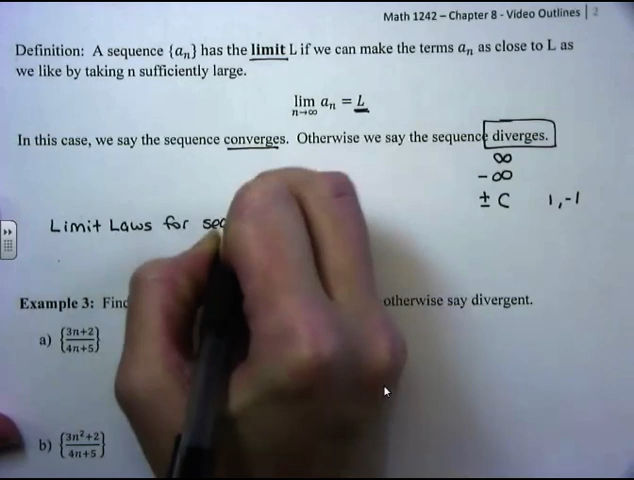 Math 1242 – Chapter 8 - Video Outlines | 2
Definition: A sequence {aₙ} has the limit L if we can make the terms aₙ as close to L as
we like by taking n sufficiently large.
lim aₙ = L
n→∞
In this case, we say the sequence converges. Otherwise we say the sequence diverges.
∞
-∞
± C 1, -1
Limit Laws for seq
Example 3: Find otherwise say divergent.
a) {3n+2/4n+5}
b) {3n²+2/4n+5}